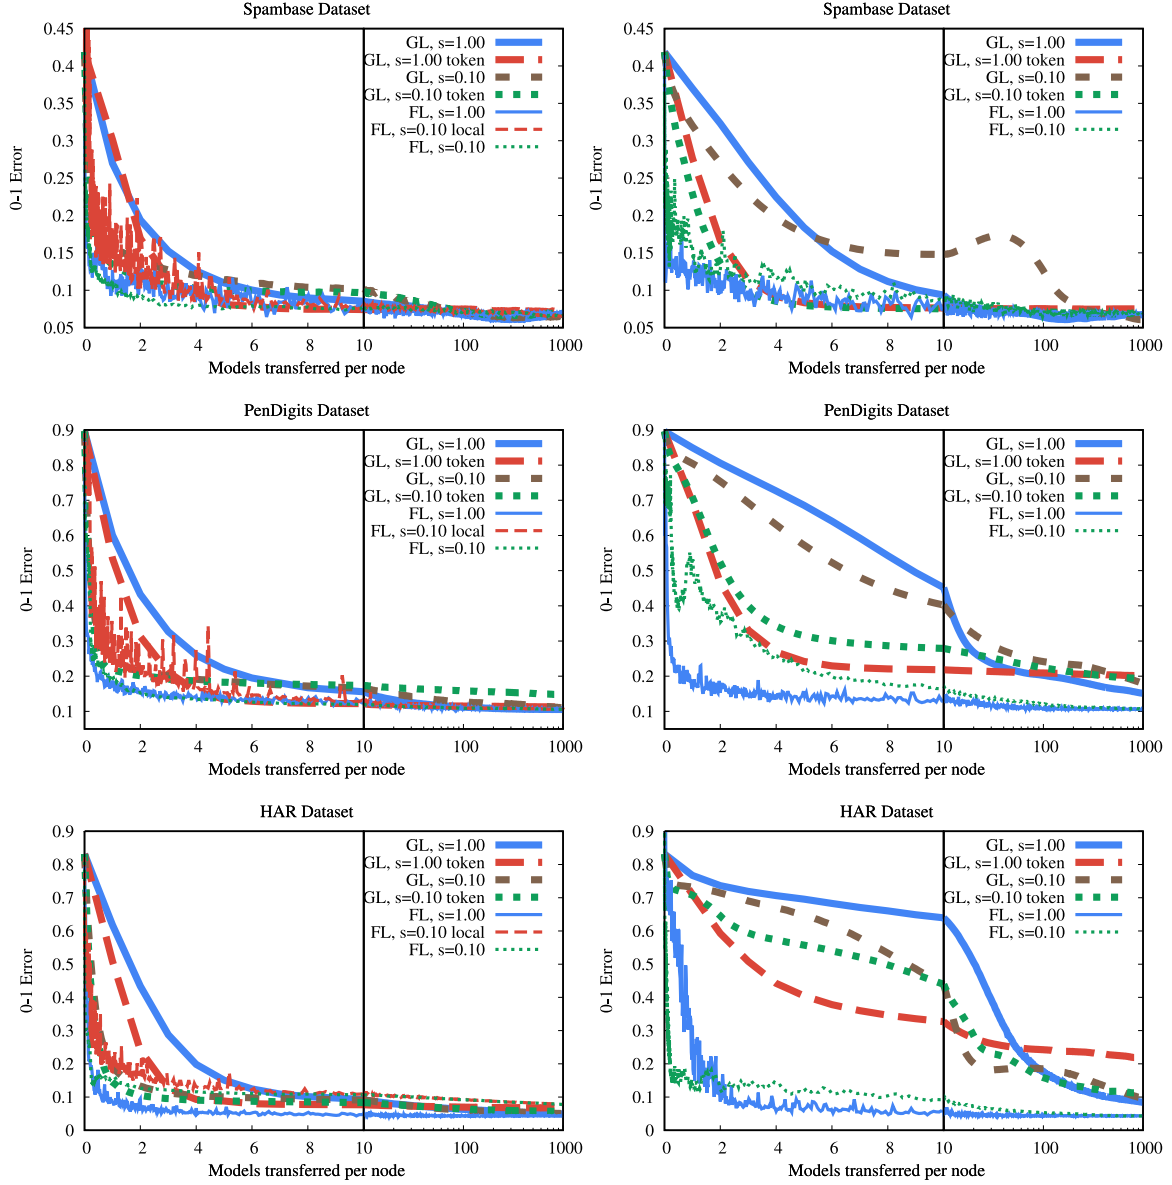 Spambase Dataset
0.45
0.4
0.35
0.3
0.25
0.2
0.15
0.1
0.05
0-1 Error
GL, s=1.00
GL, s=1.00 token
GL, s=0.10
GL, s=0.10 token
FL, s=1.00
FL, s=0.10 local
FL, s=0.10
0 2 4 6 8 10 100 1000
Models transferred per node
Spambase Dataset
0.45
0.4
0.35
0.3
0.25
0.2
0.15
0.1
0.05
0-1 Error
GL, s=1.00
GL, s=1.00 token
GL, s=0.10
GL, s=0.10 token
FL, s=1.00
FL, s=0.10
0 2 4 6 8 10 100 1000
Models transferred per node
PenDigits Dataset
0.9
0.8
0.7
0.6
0.5
0.4
0.3
0.2
0.1
0-1 Error
GL, s=1.00
GL, s=1.00 token
GL, s=0.10
GL, s=0.10 token
FL, s=1.00
FL, s=0.10 local
FL, s=0.10
0 2 4 6 8 10 100 1000
Models transferred per node
PenDigits Dataset
0.9
0.8
0.7
0.6
0.5
0.4
0.3
0.2
0.1
0-1 Error
GL, s=1.00
GL, s=1.00 token
GL, s=0.10
GL, s=0.10 token
FL, s=1.00
FL, s=0.10
0 2 4 6 8 10 100 1000
Models transferred per node
HAR Dataset
0.9
0.8
0.7
0.6
0.5
0.4
0.3
0.2
0.1
0
0-1 Error
GL, s=1.00
GL, s=1.00 token
GL, s=0.10
GL, s=0.10 token
FL, s=1.00
FL, s=0.10 local
FL, s=0.10
0 2 4 6 8 10 100 1000
Models transferred per node
HAR Dataset
0.9
0.8
0.7
0.6
0.5
0.4
0.3
0.2
0.1
0
0-1 Error
GL, s=1.00
GL, s=1.00 token
GL, s=0.10
GL, s=0.10 token
FL, s=1.00
FL, s=0.10
0 2 4 6 8 10 100 1000
Models transferred per node